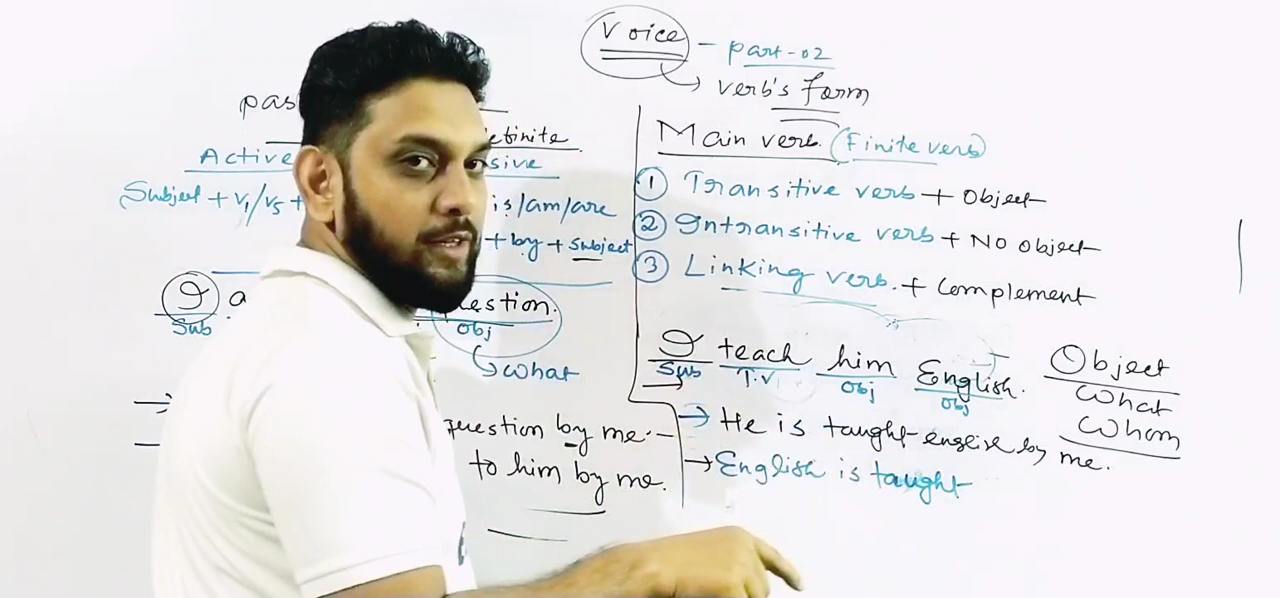 Voice - part-02
verb's form
pas
efinite
Active
sive
Subject + V1/V5 +
is/am/are
+ by + subject
I a
estion.
Sub
obj
What
question by me.
to him by me.
Main verb. (Finite verb)
① Transitive verb + Object
② Intransitive verb + No object
③ Linking verb. + Complement
I teach him English.
Sub T.V Obj Obj
Object
What
Whom
→ He is taught englise by me.
→ English is taught